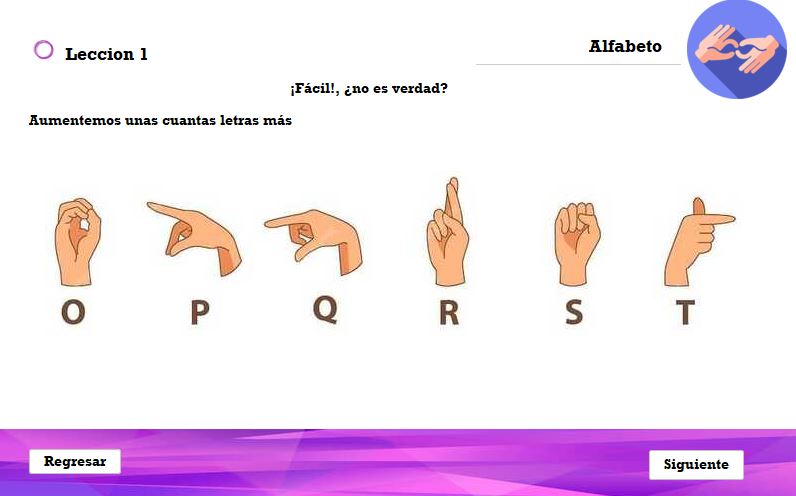 Leccion 1
Alfabeto
¡Fácil!, ¿no es verdad?
Aumentemos unas cuantas letras más
O P Q R S T
Regresar
Siguiente